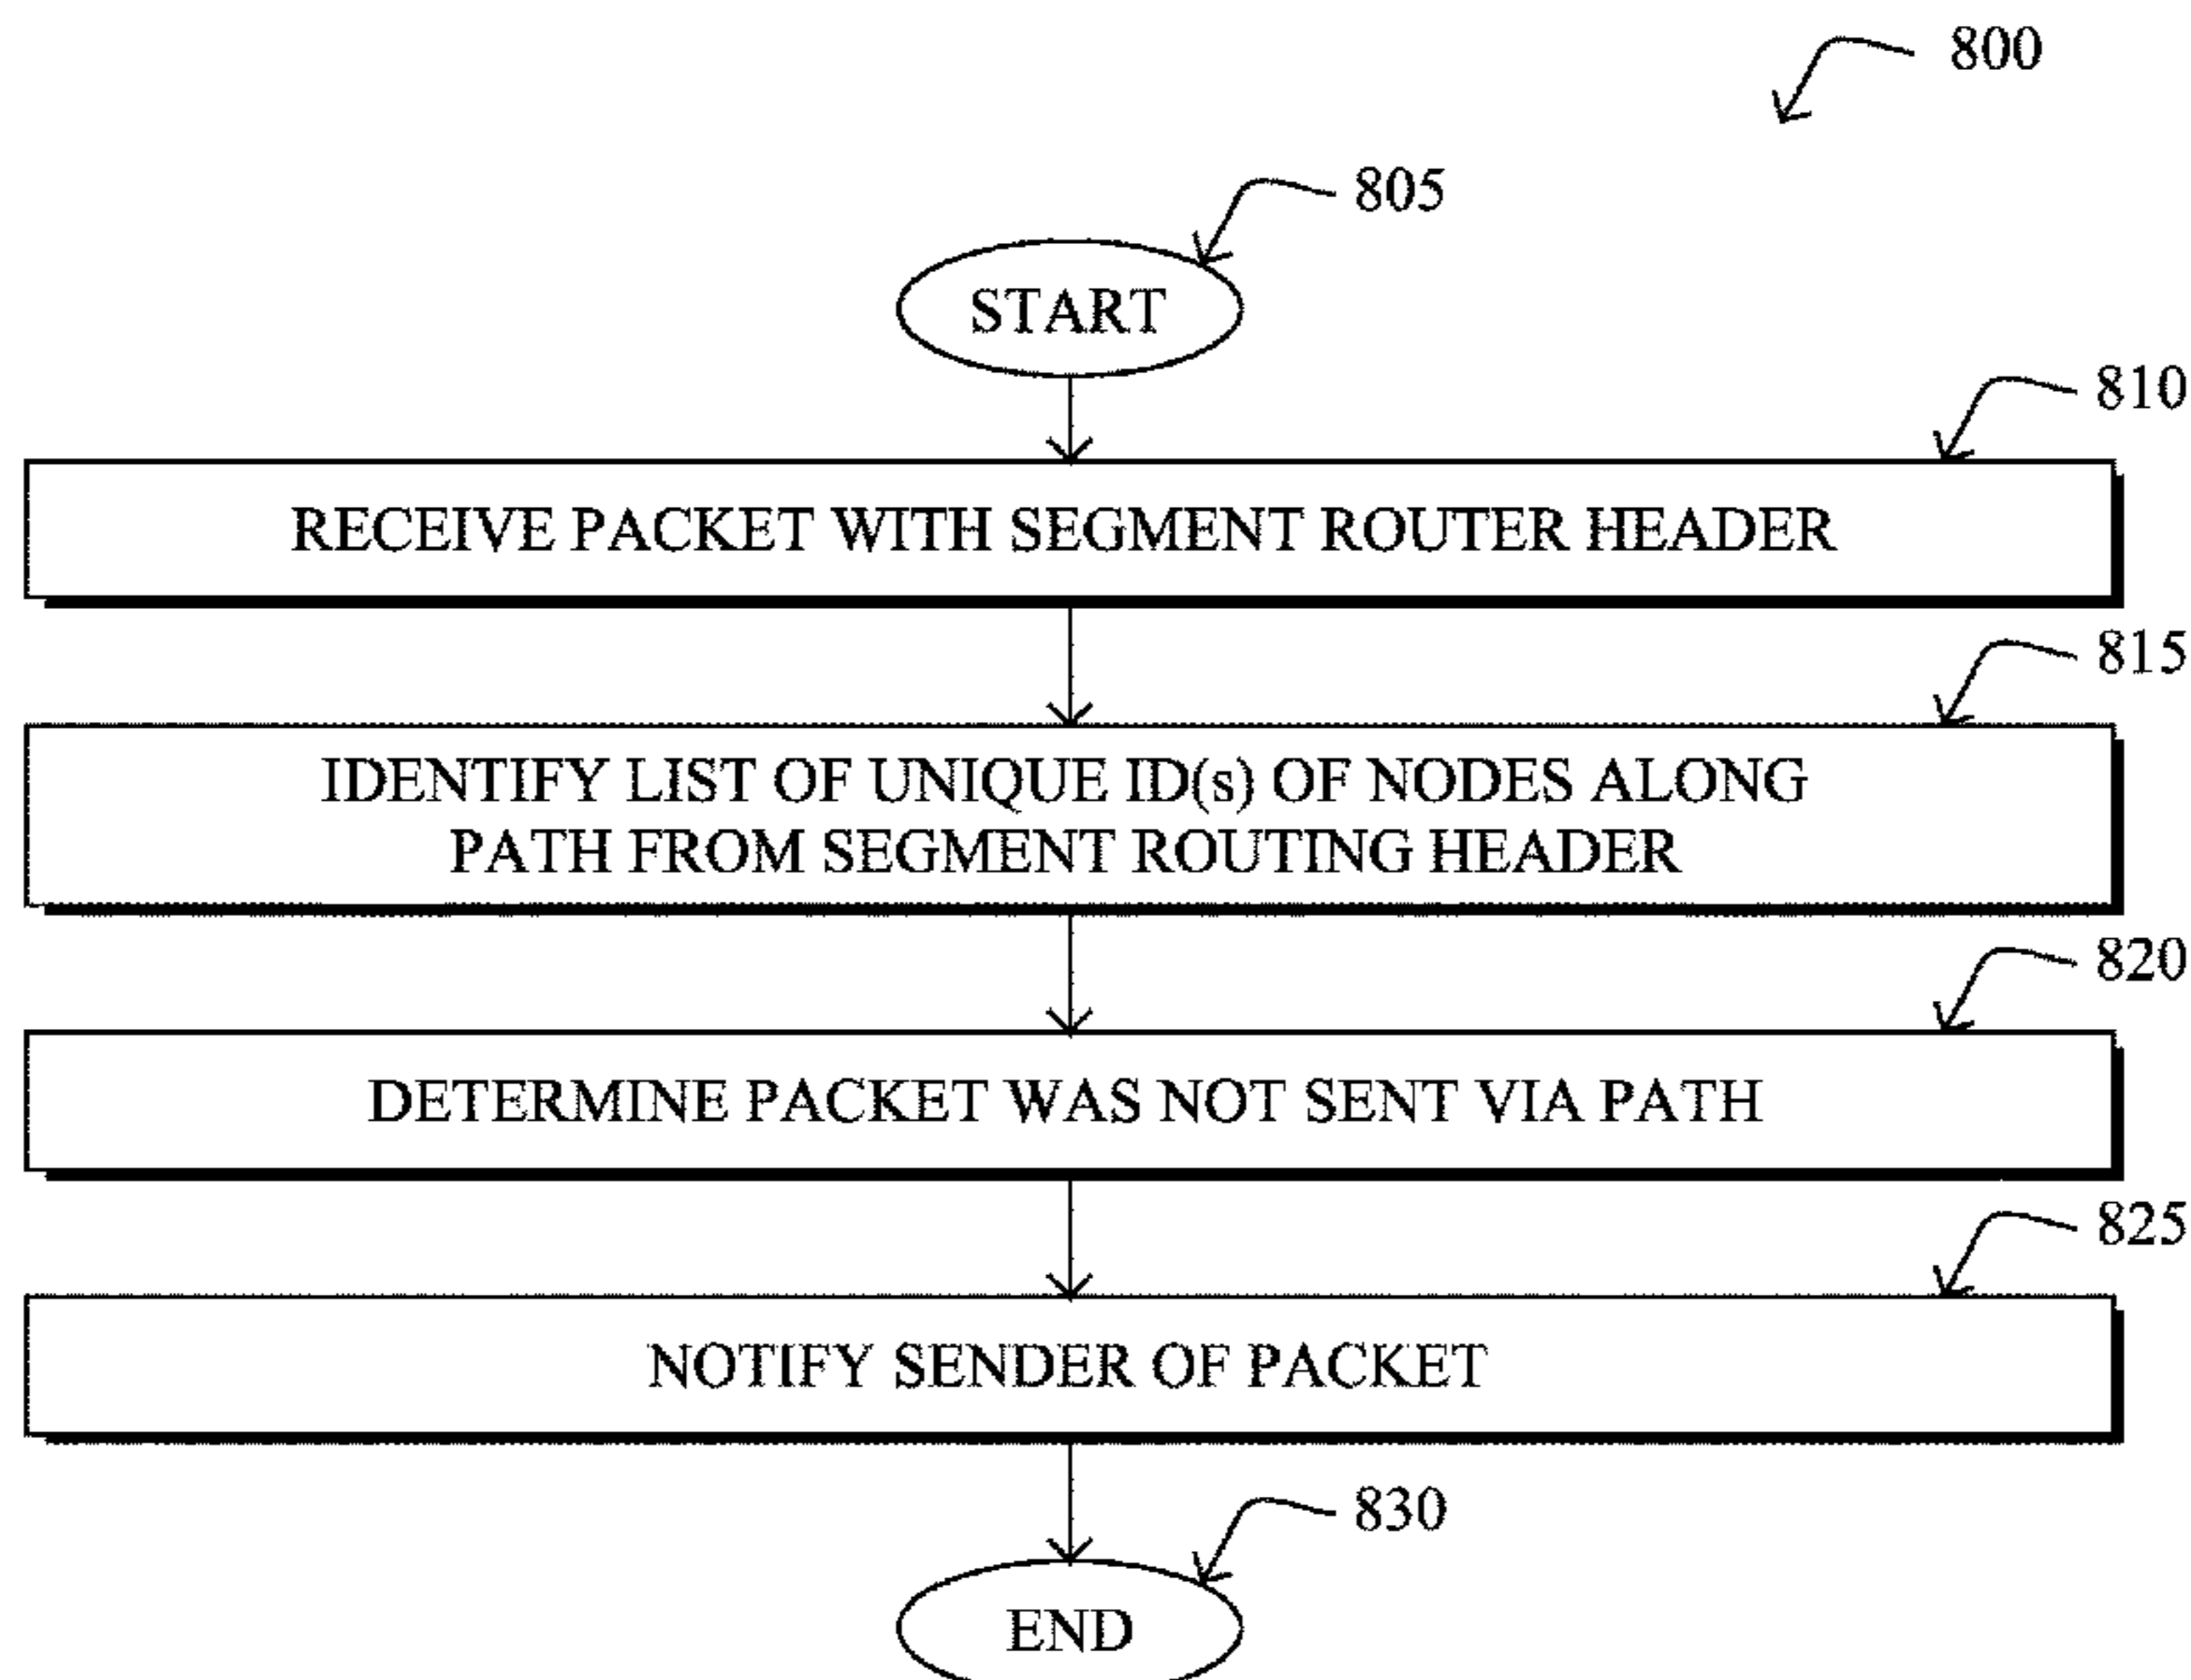 800
805
START
810
RECEIVE PACKET WITH SEGMENT ROUTER HEADER
815
IDENTIFY LIST OF UNIQUE ID(s) OF NODES ALONG
PATH FROM SEGMENT ROUTING HEADER
820
DETERMINE PACKET WAS NOT SENT VIA PATH
825
NOTIFY SENDER OF PACKET
830
END